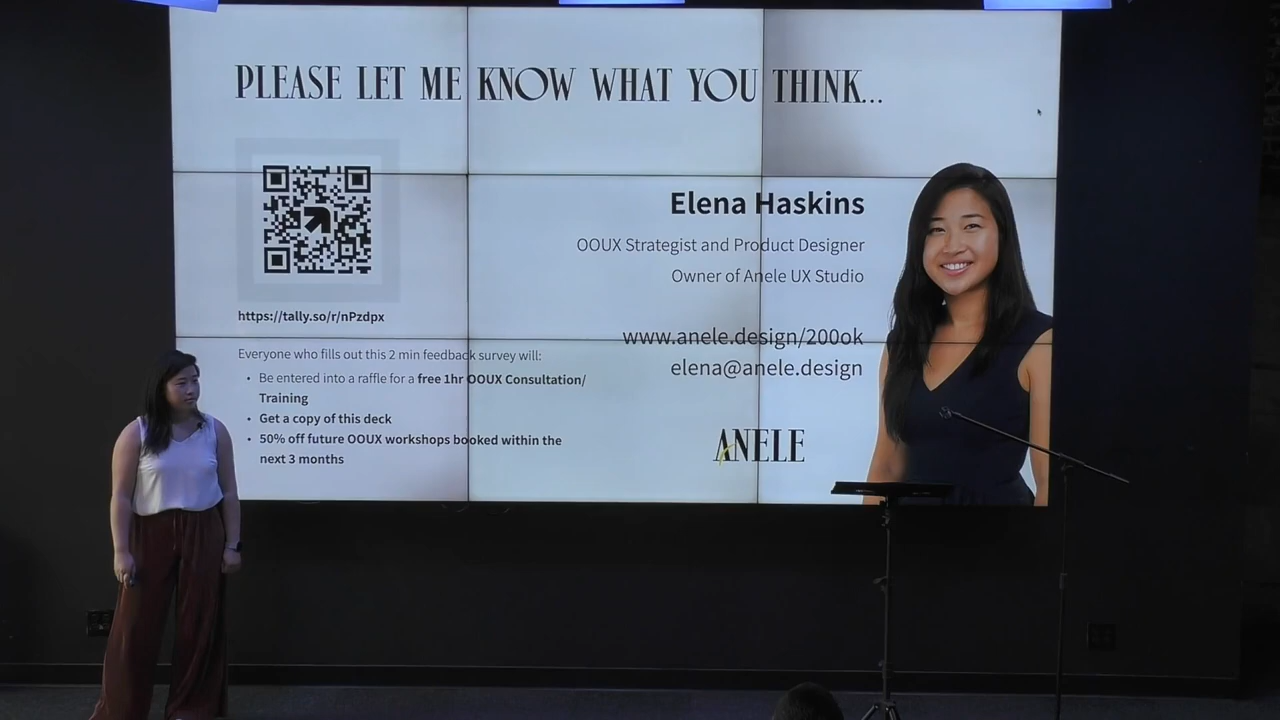 PLEASE LET ME KNOW WHAT YOU THINK...
https://tally.so/r/nPzdpx
Everyone who fills out this 2 min feedback survey will:
• Be entered into a raffle for a free 1hr OOUX Consultation/
Training
• Get a copy of this deck
• 50% off future OOUX workshops booked within the
next 3 months
Elena Haskins
OOUX Strategist and Product Designer
Owner of Anele UX Studio
www.anele.design/200ok
elena@anele.design
ANELE